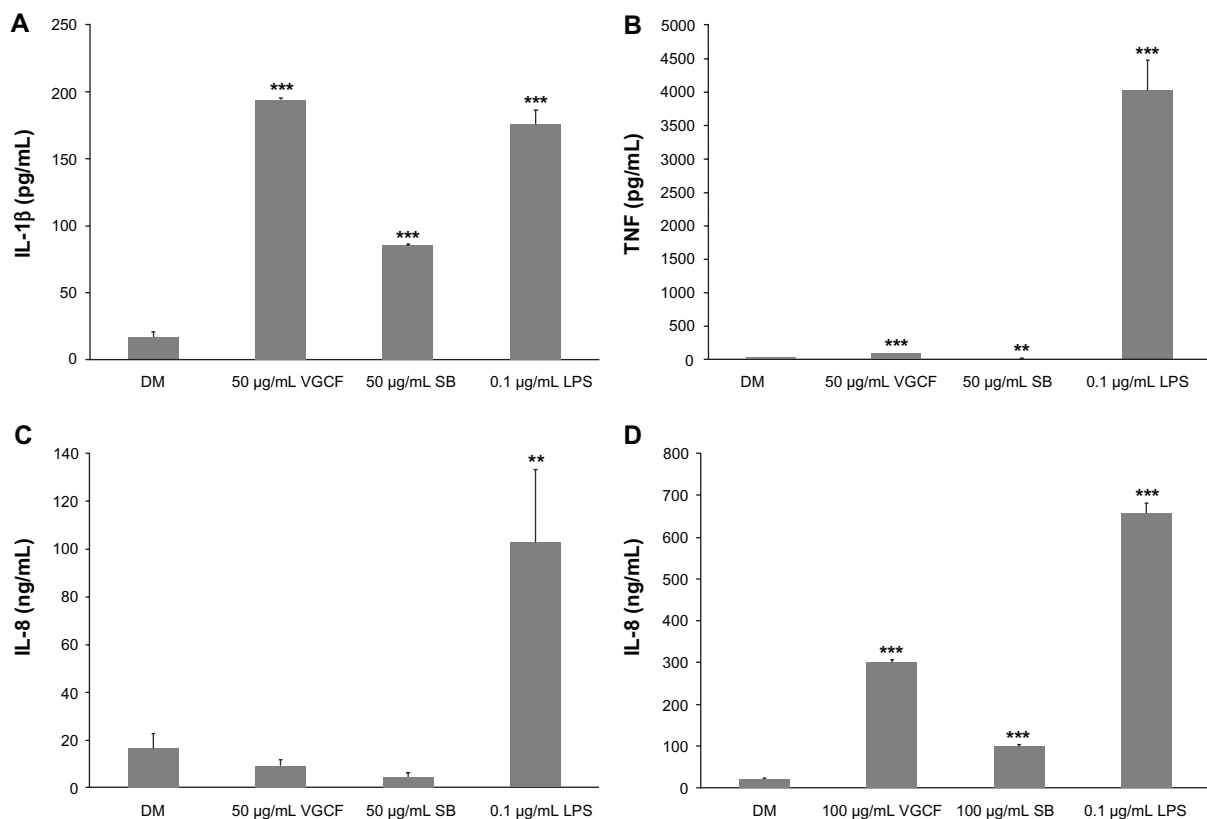 A
IL-1β (pg/mL)
250
200
150
100
50
0
***
***
***
DM
50 µg/mL VGCF
50 µg/mL SB
0.1 µg/mL LPS
B
TNF (pg/mL)
5000
4500
4000
3500
3000
2500
2000
1500
1000
500
0
***
**
***
DM
50 µg/mL VGCF
50 µg/mL SB
0.1 µg/mL LPS
C
IL-8 (ng/mL)
140
120
100
80
60
40
20
0
**
DM
50 µg/mL VGCF
50 µg/mL SB
0.1 µg/mL LPS
D
IL-8 (ng/mL)
800
700
600
500
400
300
200
100
0
***
***
***
DM
100 µg/mL VGCF
100 µg/mL SB
0.1 µg/mL LPS